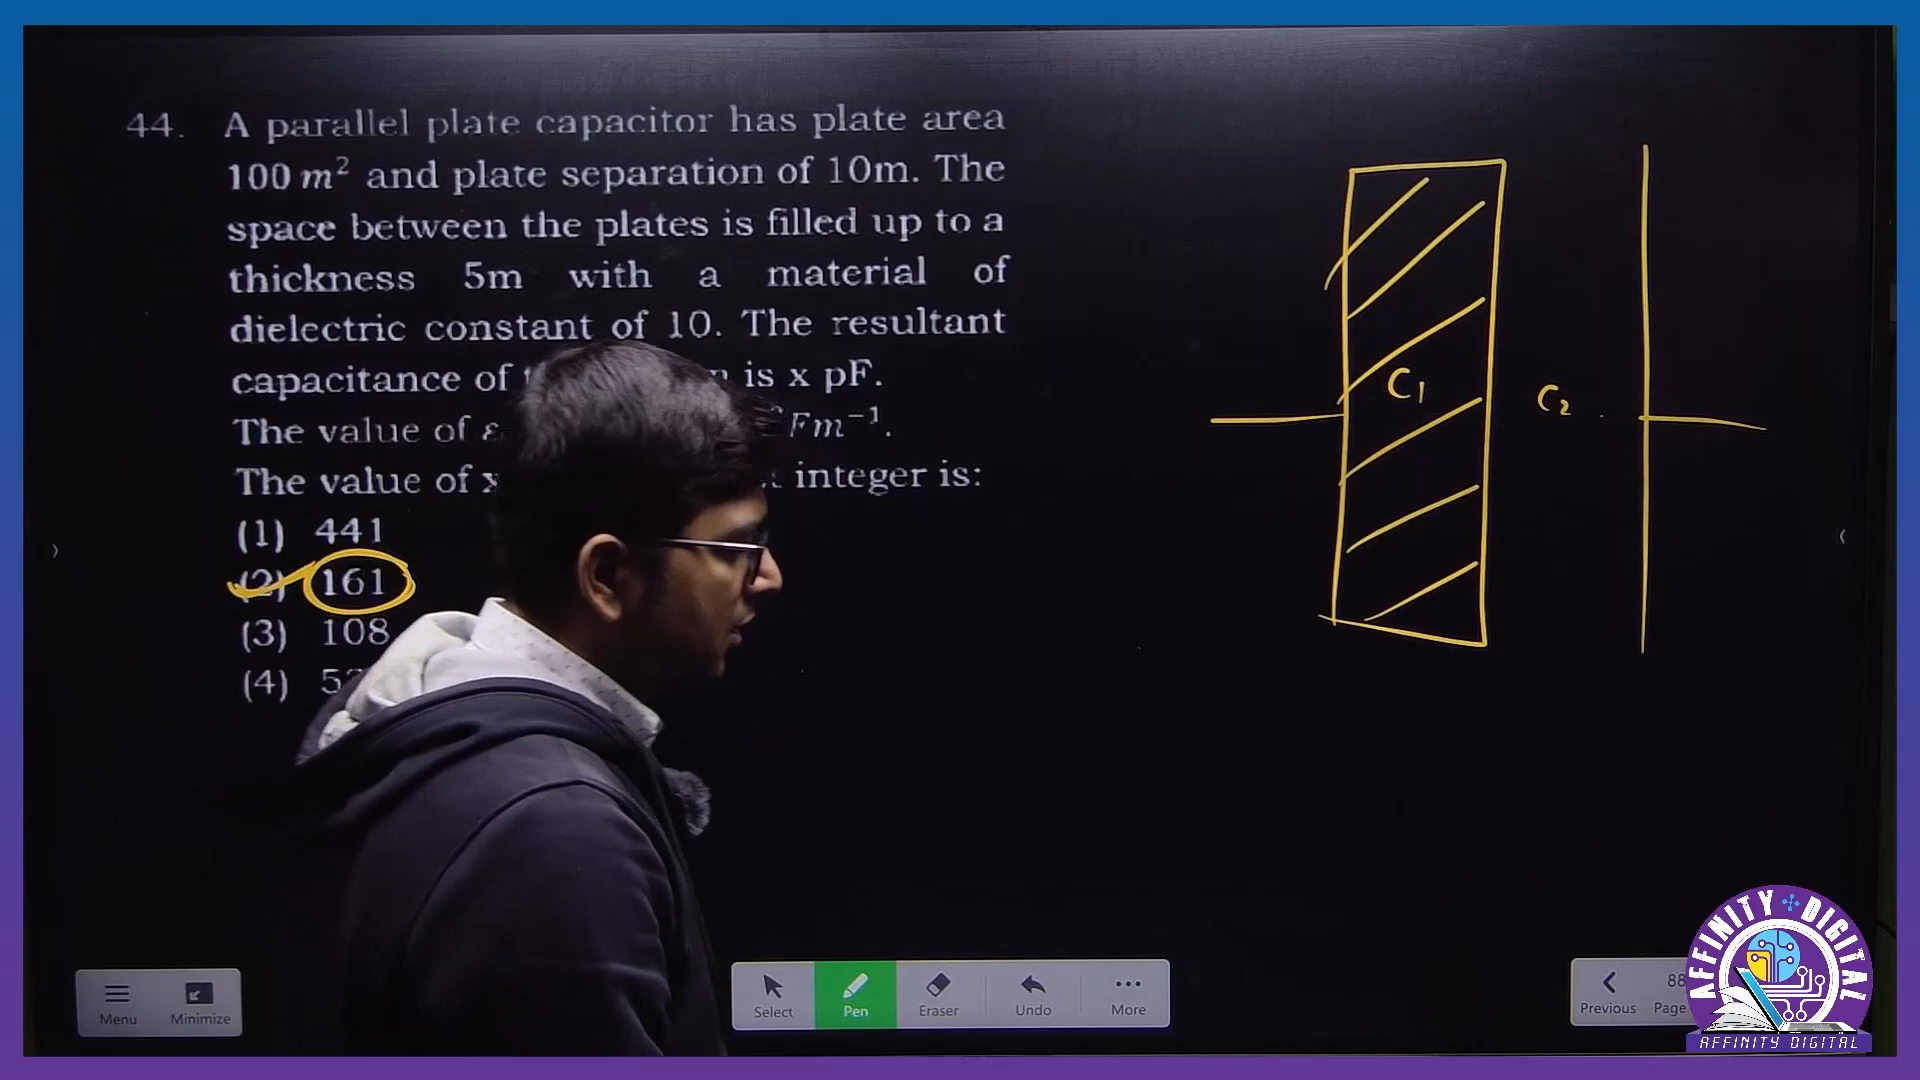 44. A parallel plate capacitor has plate area
100 m² and plate separation of 10m. The
space between the plates is filled up to a
thickness 5m with a material of
dielectric constant of 10. The resultant
capacitance of is x pF.
The value of ε Fm⁻¹.
The value of x integer is:
(1) 441
(2) 161
(3) 108
(4)
C₁
C₂
Menu
Minimize
Select
Pen
Eraser
Undo
More
Previous
Page
AFFINITY DIGITAL
AFFINITY DIGITAL